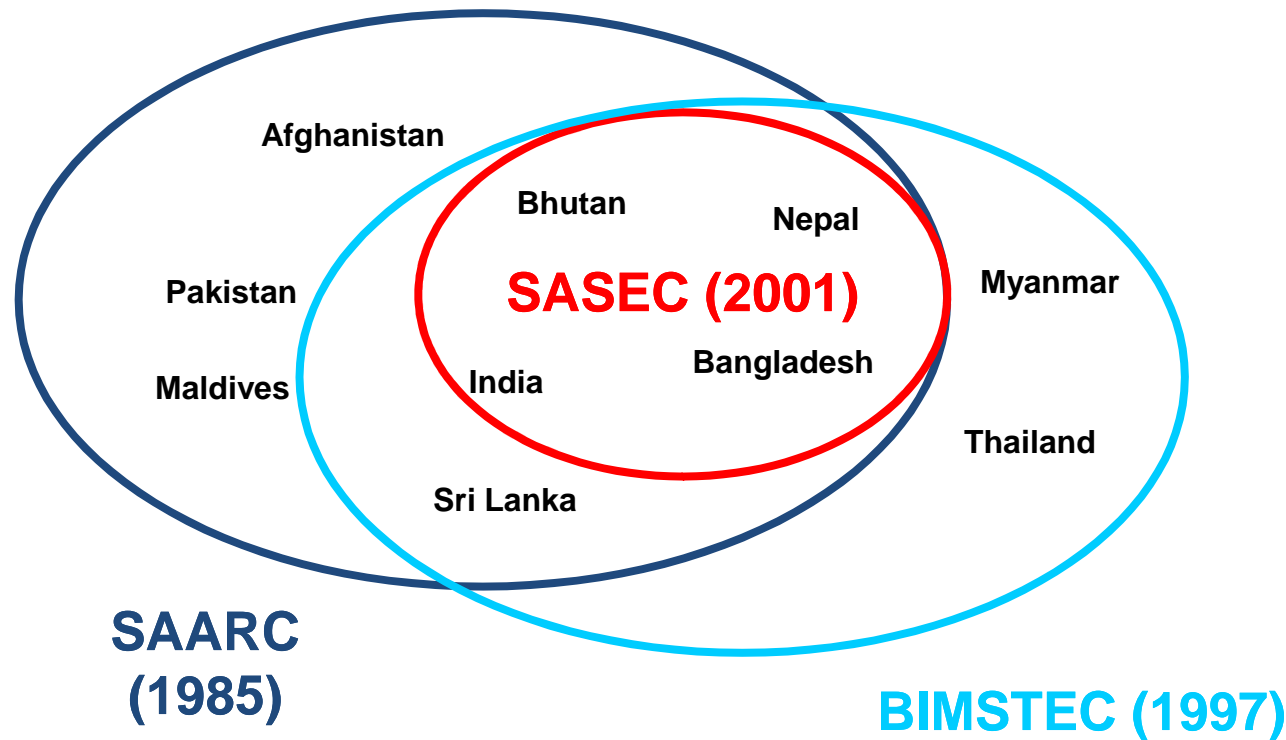 Afghanistan
Bhutan
Nepal
SASEC (2001)
Pakistan
Myanmar
Bangladesh
India
Maldives
Thailand
Sri Lanka
SAARC
(1985)
BIMSTEC (1997)